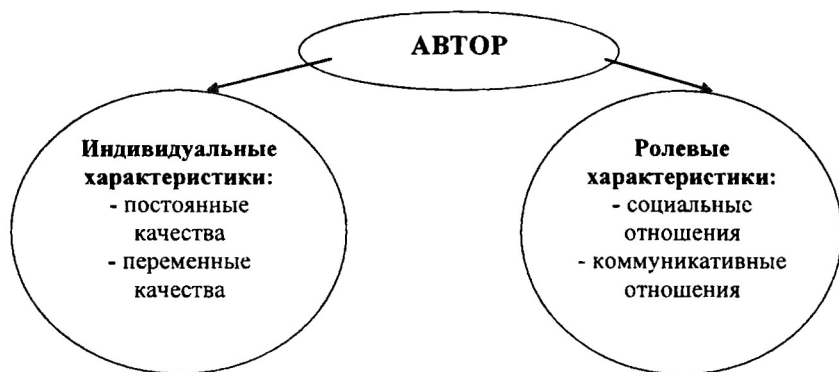 АВТОР
Индивидуальные
характеристики:
- постоянные
качества
- переменные
качества
Ролевые
характеристики:
- социальные
отношения
- коммуникативные
отношения